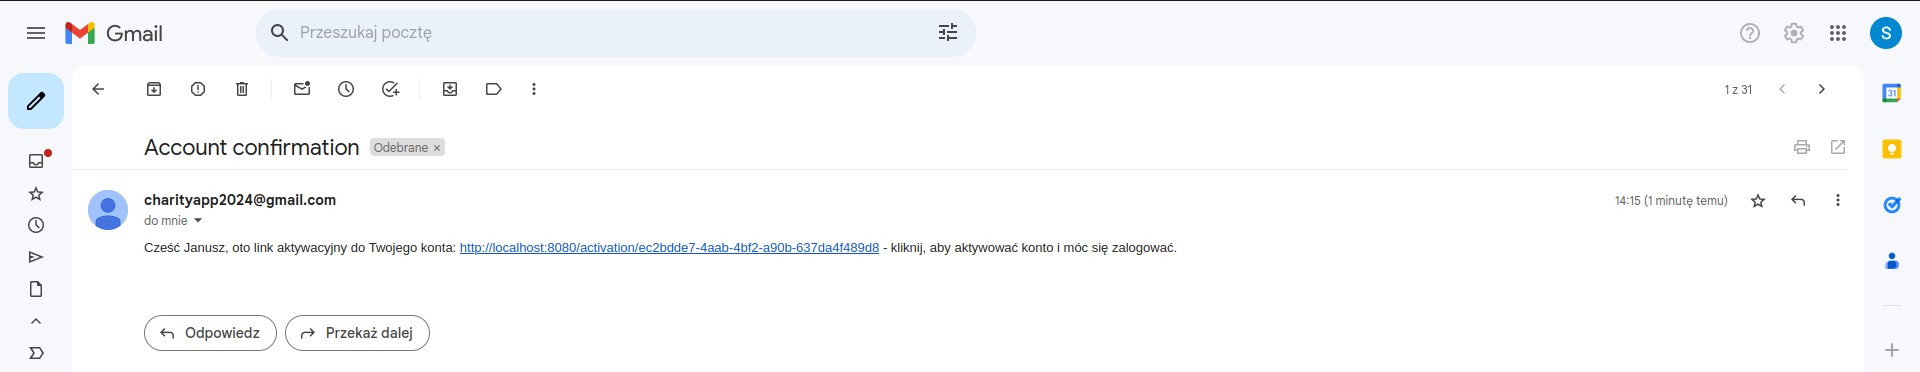 Gmail
Przeszukaj pocztę
S
1 z 31
31
Account confirmation Odebrane ×
charityapp2024@gmail.com
14:15 (1 minutę temu)
do mnie
Cześć Janusz, oto link aktywacyjny do Twojego konta: http://localhost:8080/activation/ec2bdde7-4aab-4bf2-a90b-637da4f489d8 - kliknij, aby aktywować konto i móc się zalogować.
Odpowiedz
Przekaż dalej